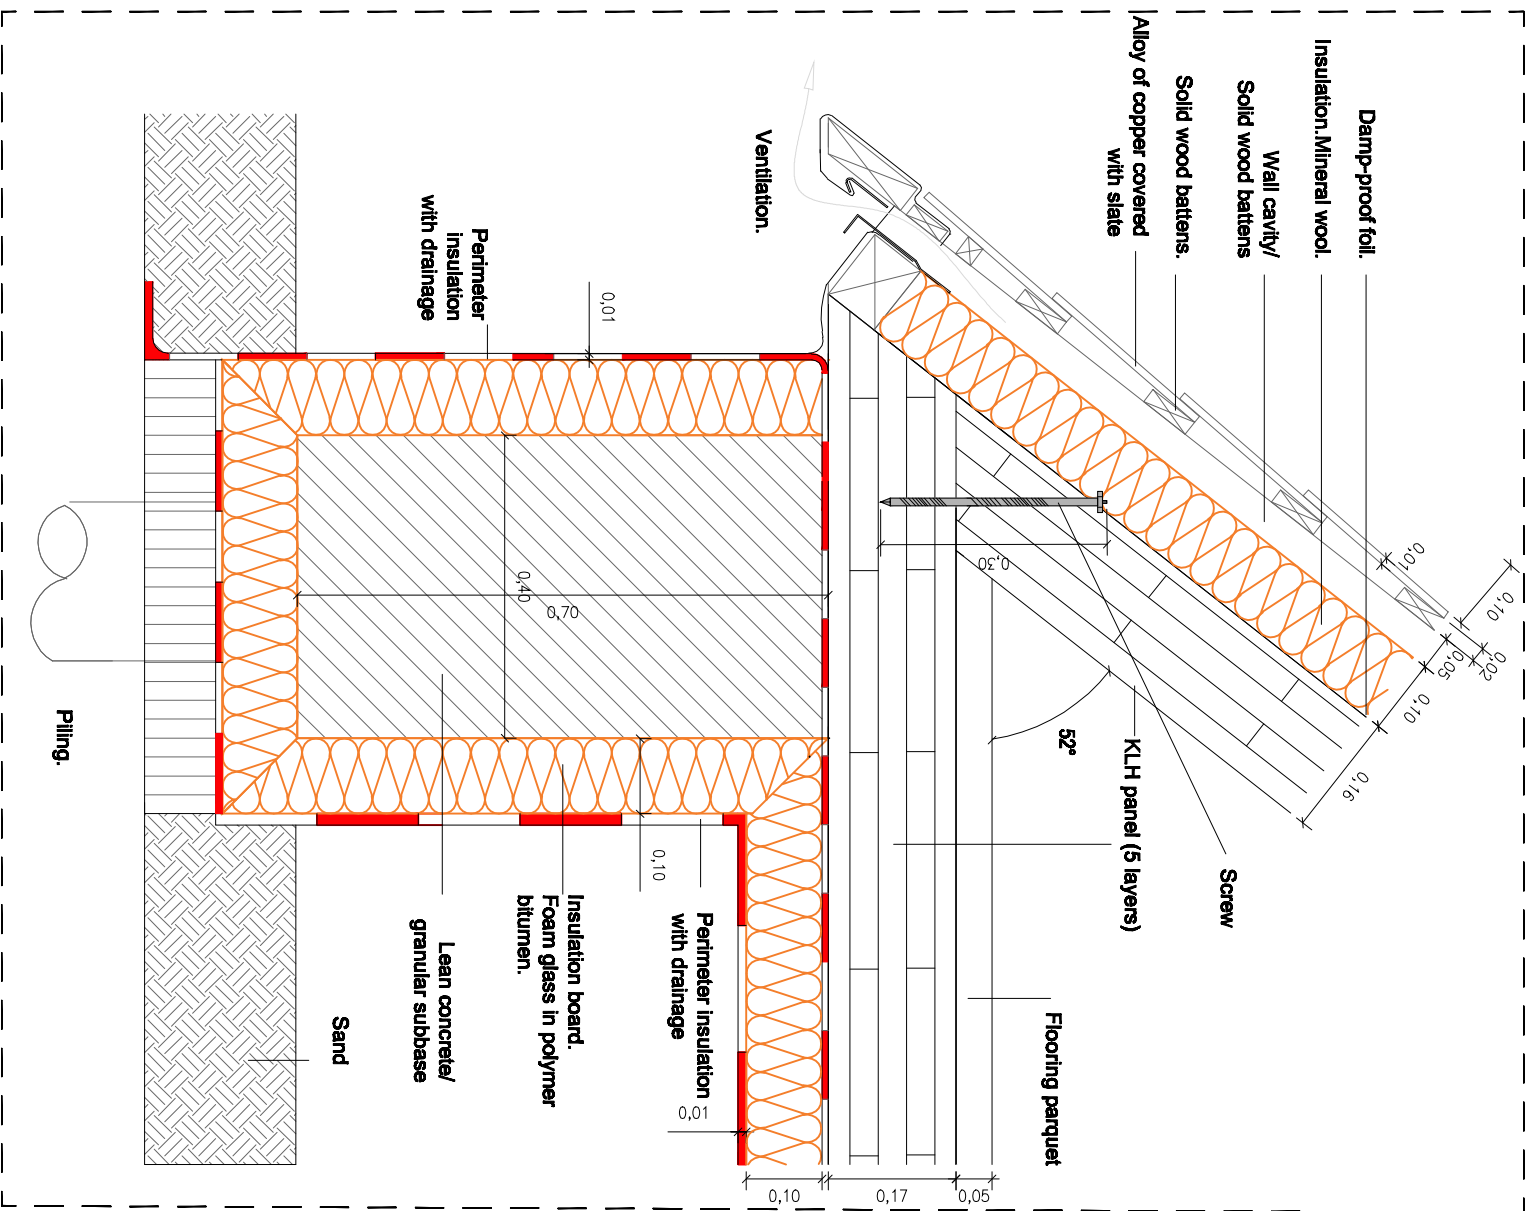 Damp-proof foil.
Insulation.Mineral wool.
Wall cavity/
Solid wood battens
Solid wood battens.
Alloy of copper covered
with slate
Ventilation.
Perimeter
insulation
with drainage
0,01
0,01
0,10
0,02
0,05
0,10
0,16
0,30
52º
KLH panel (5 layers)
Screw
Flooring parquet
0,40
0,70
0,10
Perimeter insulation
with drainage
Insulation board.
Foam glass in polymer
bitumen.
Lean concrete/
granular subbase
Sand
Piling.
0,01
0,10
0,17
0,05